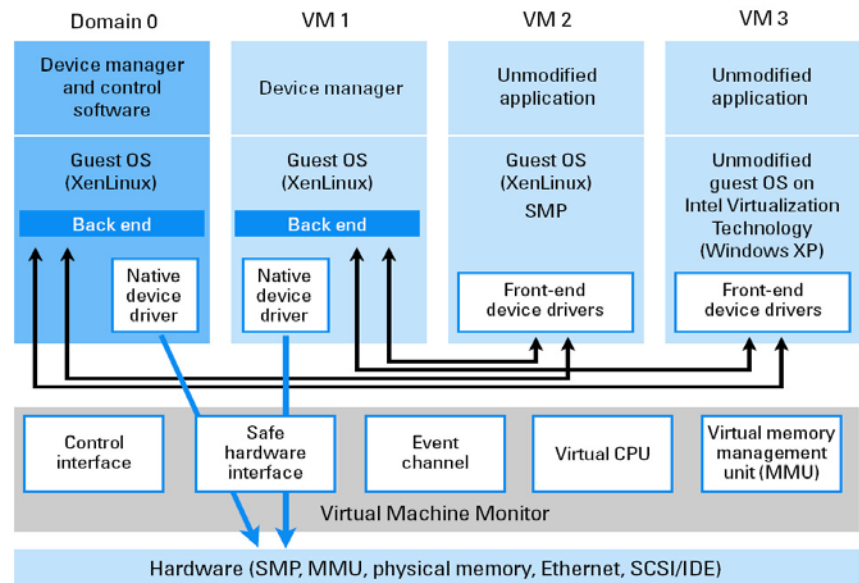 Domain 0
VM 1
VM 2
VM 3
Device manager
and control
software
Device manager
Unmodified
application
Unmodified
application
Guest OS
(XenLinux)
Back end
Native
device
driver
Guest OS
(XenLinux)
Back end
Native
device
driver
Guest OS
(XenLinux)
SMP
Front-end
device drivers
Unmodified
guest OS on
Intel Virtualization
Technology
(Windows XP)
Front-end
device drivers
Control
interface
Safe
hardware
interface
Event
channel
Virtual CPU
Virtual memory
management
unit (MMU)
Virtual Machine Monitor
Hardware (SMP, MMU, physical memory, Ethernet, SCSI/IDE)